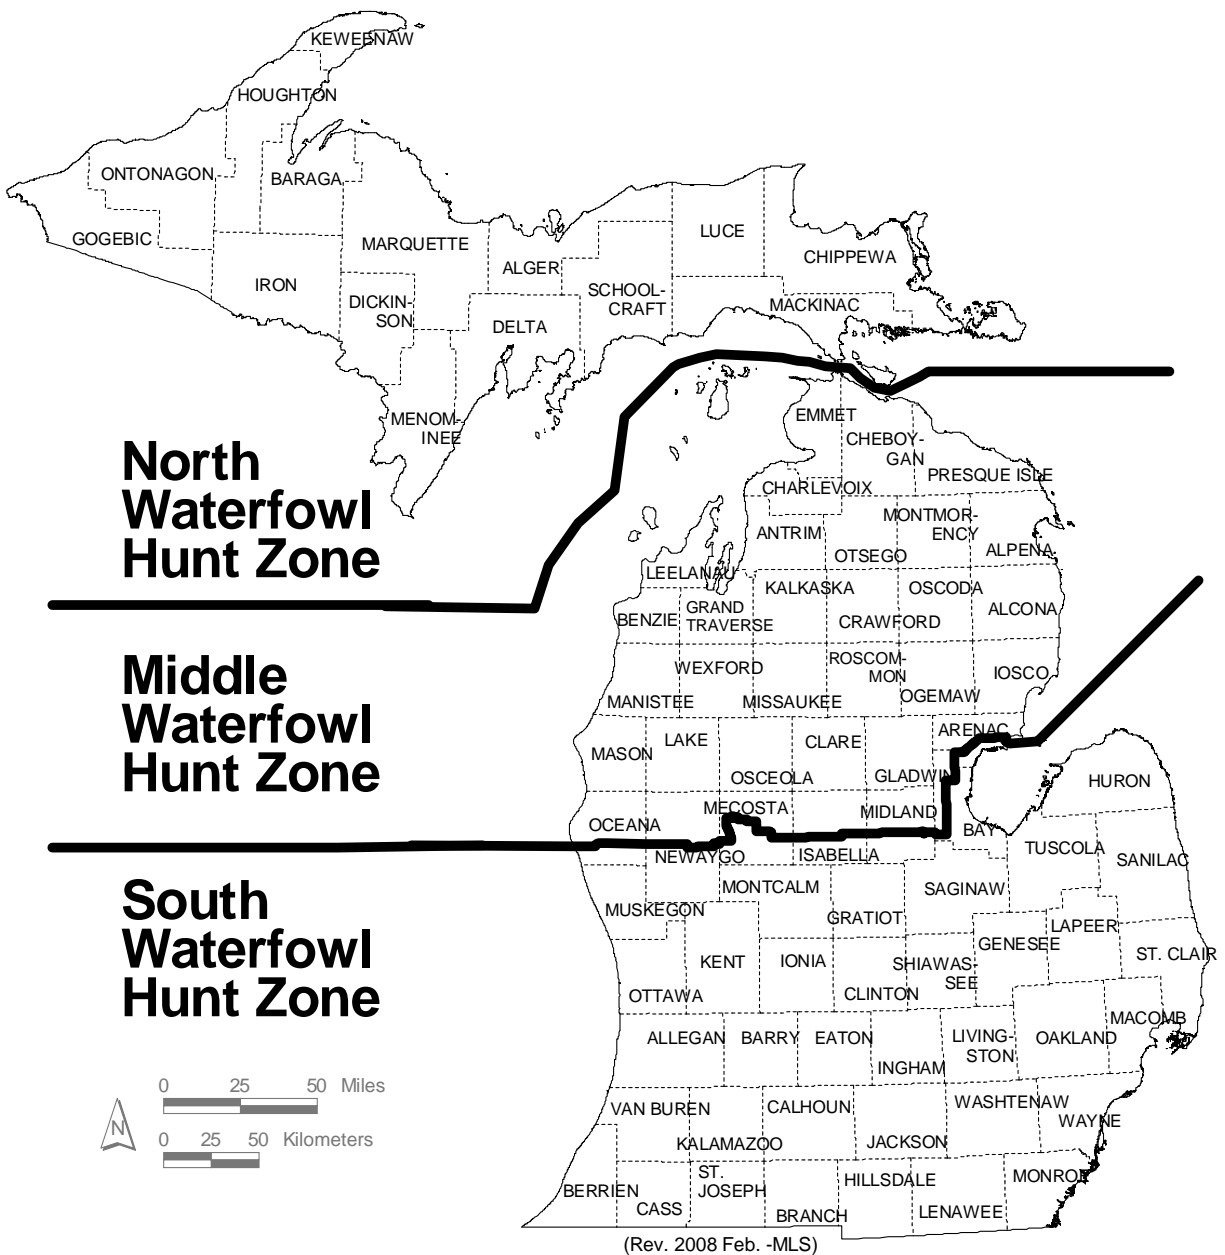 KEWEENAW
HOUGHTON
ONTONAGON
BARAGA
GOGEBIC
MARQUETTE
LUCE
CHIPPEWA
ALGER
IRON
DICKIN-
SON
SCHOOL-
CRAFT
MACKINAC
DELTA
MENOM-
INEE
North
Waterfowl
Hunt Zone
EMMET
CHEBOY-
GAN
PRESQUE ISLE
CHARLEVOIX
MONTMOR-
ENCY
ANTRIM
OTSEGO
ALPENA
LEELANAU
KALKASKA
OSCODA
ALCONA
BENZIE
GRAND
TRAVERSE
CRAWFORD
Middle
Waterfowl
Hunt Zone
WEXFORD
ROSCOM-
MON
IOSCO
MANISTEE
MISSAUKEE
OGEMAW
ARENAC
MASON
LAKE
CLARE
OSCEOLA
GLADWIN
HURON
MECOSTA
MIDLAND
OCEANA
BAY
NEWAYGO
ISABELLA
TUSCOLA
SANILAC
South
Waterfowl
Hunt Zone
MONTCALM
SAGINAW
MUSKEGON
GRATIOT
LAPEER
GENESEE
KENT
IONIA
SHIAWAS-
SEE
ST. CLAIR
OTTAWA
CLINTON
MACOMB
ALLEGAN
BARRY
EATON
LIVING-
STON
OAKLAND
INGHAM
0 25 50 Miles
N
0 25 50 Kilometers
VAN BUREN
CALHOUN
WASHTENAW
WAYNE
KALAMAZOO
JACKSON
ST.
JOSEPH
HILLSDALE
MONROE
BERRIEN
CASS
BRANCH
LENAWEE
(Rev. 2008 Feb. -MLS)